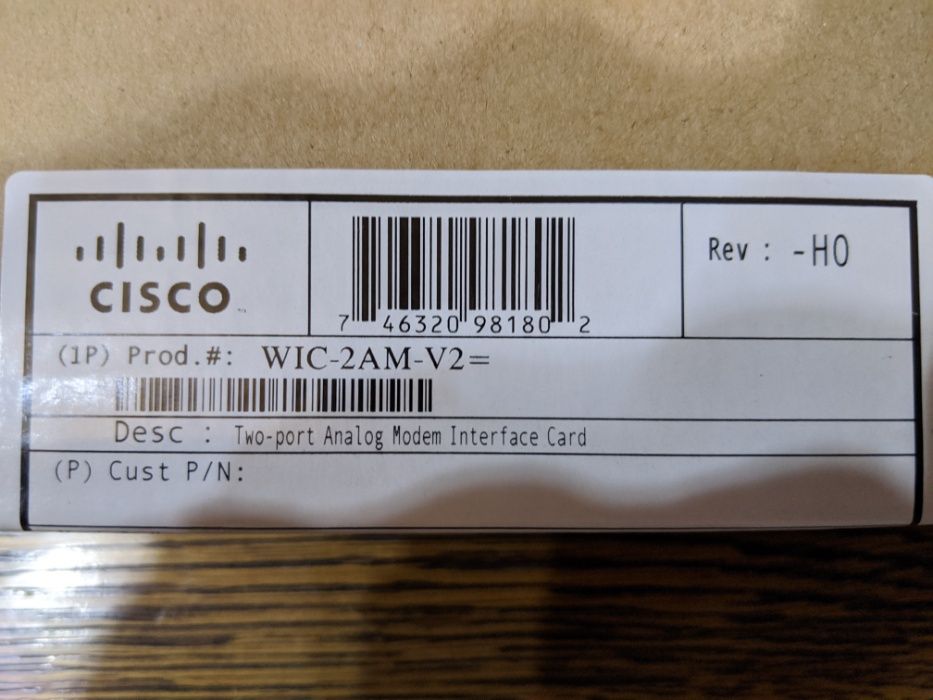 CISCO
7 46320 98180 2
Rev : -H0
(1P) Prod.#: WIC-2AM-V2=
Desc : Two-port Analog Modem Interface Card
(P) Cust P/N: